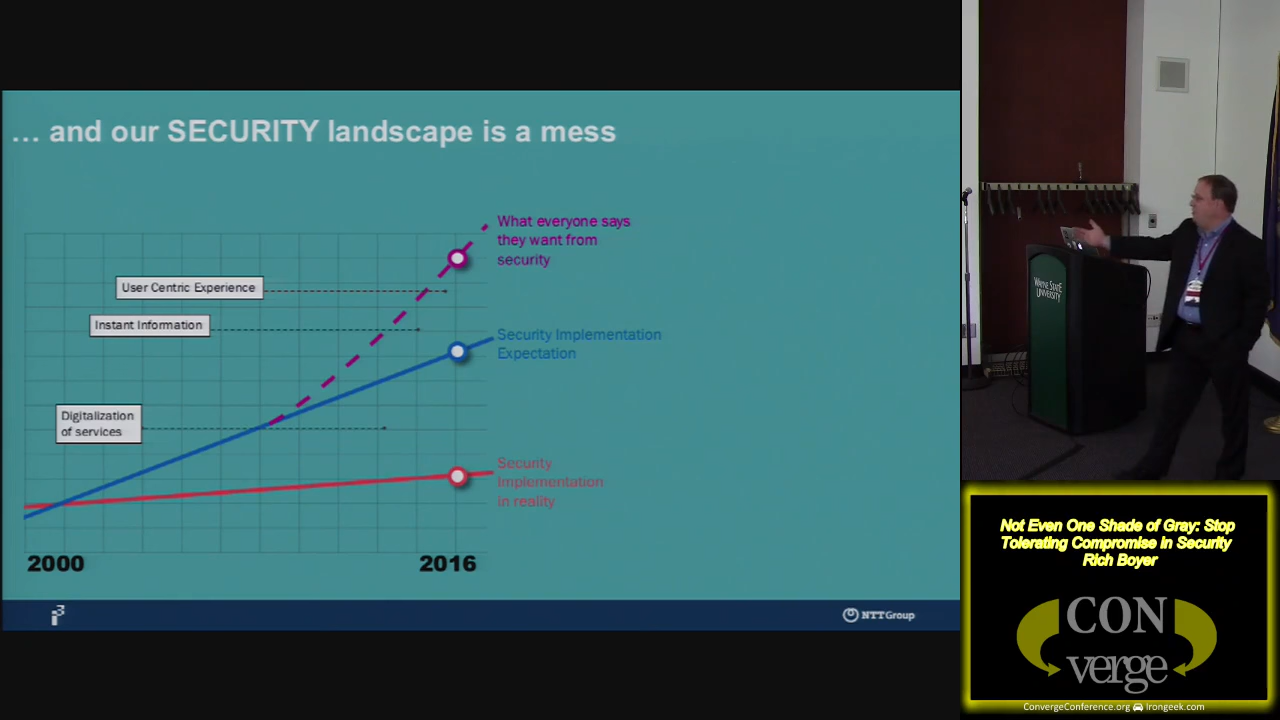 … and our SECURITY landscape is a mess
What everyone says
they want from
security
User Centric Experience
Instant Information
Security Implementation
Expectation
Digitalization
of services
Security
Implementation
in reality
2000
2016
i3
NTTGroup
WAYNE STATE
UNIVERSITY
Not Even One Shade of Gray: Stop
Tolerating Compromise in Security
Rich Boyer
CON
verge
ConvergeConference.org Irongeek.com